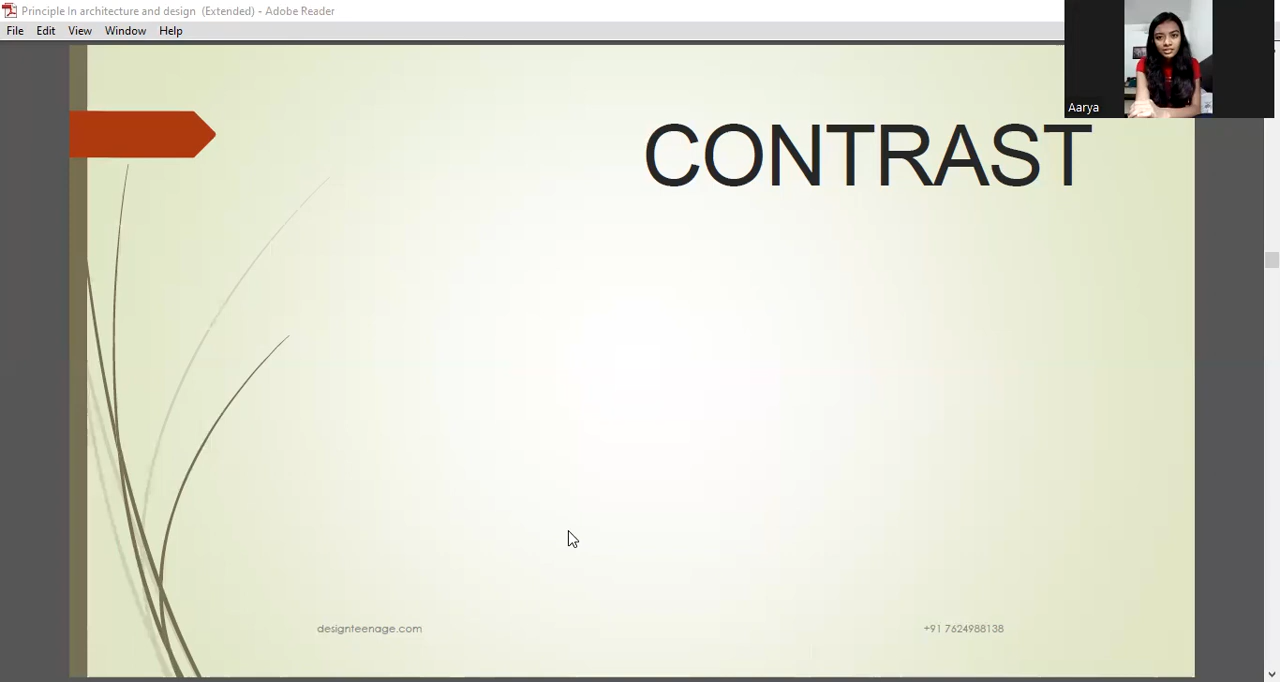 Principle In architecture and design (Extended) - Adobe Reader
File Edit View Window Help
Aarya
CONTRAST
designteenage.com
+91 7624988138